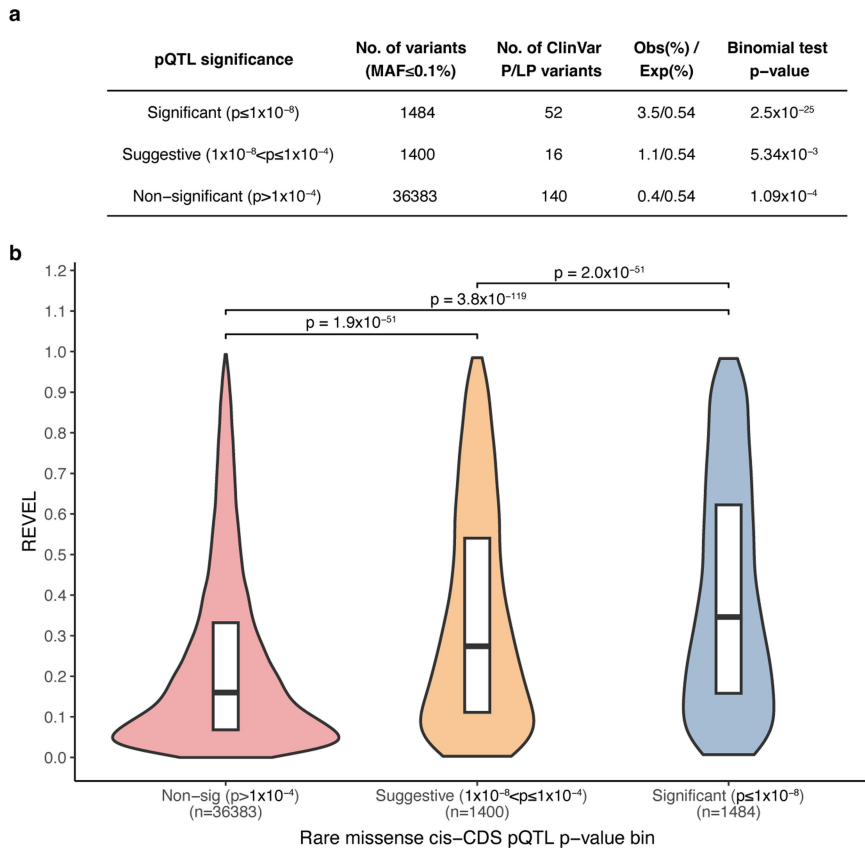 a
pQTL significance No. of variants (MAF≤0.1%) No. of ClinVar P/LP variants Obs(%) / Exp(%) Binomial test p−value
Significant (p≤1x10⁻⁸) 1484 52 3.5/0.54 2.5x10⁻²⁵
Suggestive (1x10⁻⁸<p≤1x10⁻⁴) 1400 16 1.1/0.54 5.34x10⁻³
Non−significant (p>1x10⁻⁴) 36383 140 0.4/0.54 1.09x10⁻⁴
b
1.2
1.1
1.0
0.9
0.8
0.7
0.6
0.5
0.4
0.3
0.2
0.1
0.0
REVEL
p = 2.0x10⁻⁵¹
p = 3.8x10⁻¹¹⁹
p = 1.9x10⁻⁵¹
Non−sig (p>1x10⁻⁴) Suggestive (1x10⁻⁸<p≤1x10⁻⁴) Significant (p≤1x10⁻⁸)
(n=36383) (n=1400) (n=1484)
Rare missense cis−CDS pQTL p−value bin